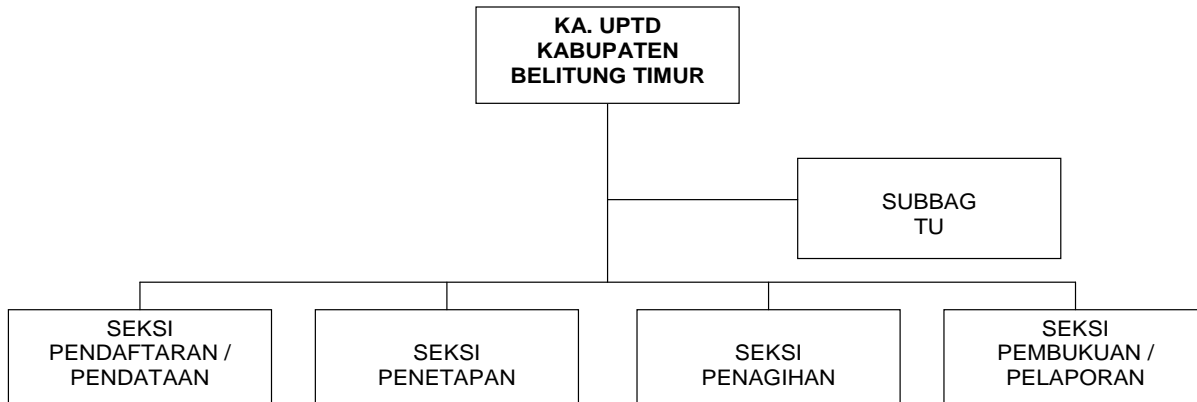 KA. UPTD
KABUPATEN
BELITUNG TIMUR
SUBBAG
TU
SEKSI
PENDAFTARAN /
PENDATAAN
SEKSI
PENETAPAN
SEKSI
PENAGIHAN
SEKSI
PEMBUKUAN /
PELAPORAN